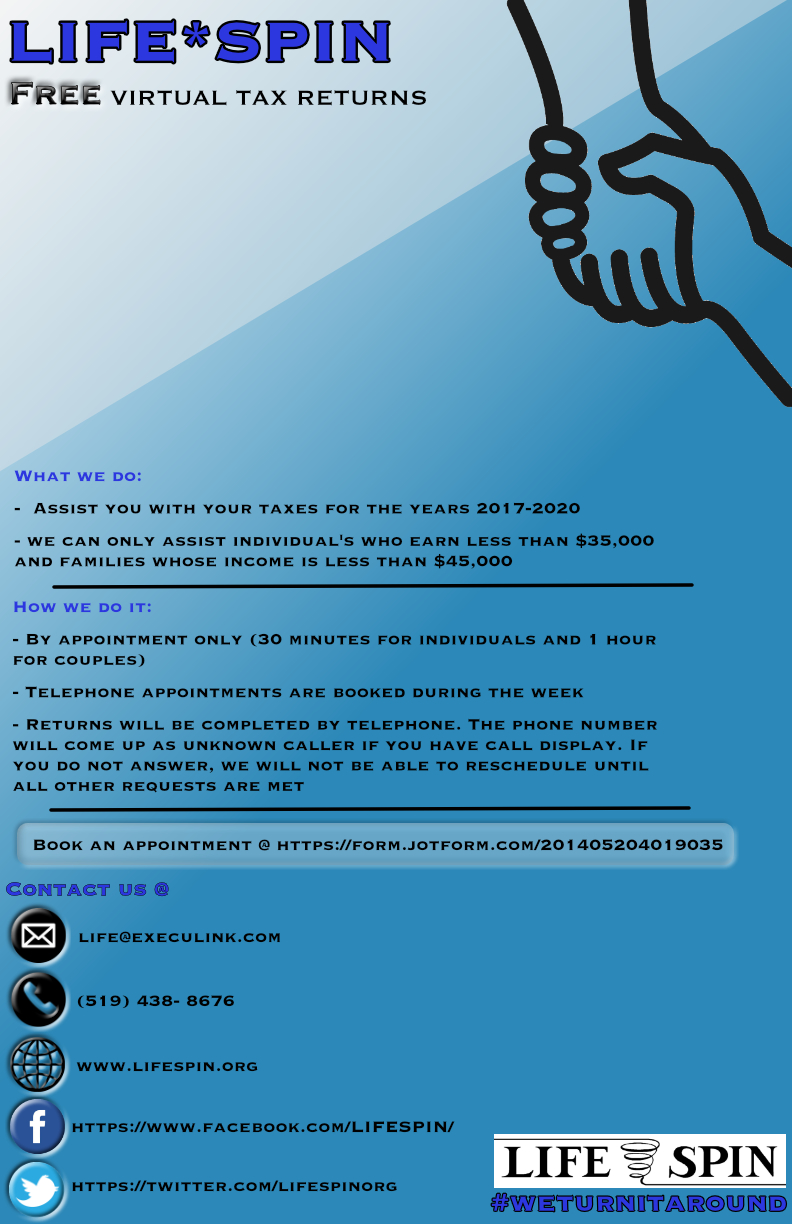 LIFE*SPIN
FREE VIRTUAL TAX RETURNS
WHAT WE DO:
- ASSIST YOU WITH YOUR TAXES FOR THE YEARS 2017-2020
- WE CAN ONLY ASSIST INDIVIDUAL'S WHO EARN LESS THAN $35,000
AND FAMILIES WHOSE INCOME IS LESS THAN $45,000
HOW WE DO IT:
- BY APPOINTMENT ONLY (30 MINUTES FOR INDIVIDUALS AND 1 HOUR
FOR COUPLES)
- TELEPHONE APPOINTMENTS ARE BOOKED DURING THE WEEK
- RETURNS WILL BE COMPLETED BY TELEPHONE. THE PHONE NUMBER
WILL COME UP AS UNKNOWN CALLER IF YOU HAVE CALL DISPLAY. IF
YOU DO NOT ANSWER, WE WILL NOT BE ABLE TO RESCHEDULE UNTIL
ALL OTHER REQUESTS ARE MET
BOOK AN APPOINTMENT @ HTTPS://FORM.JOTFORM.COM/201405204019035
CONTACT US @
LIFE@EXECULINK.COM
(519) 438- 8676
WWW.LIFESPIN.ORG
HTTPS://WWW.FACEBOOK.COM/LIFESPIN/
HTTPS://TWITTER.COM/LIFESPINORG
LIFE SPIN
#WETURNITAROUND